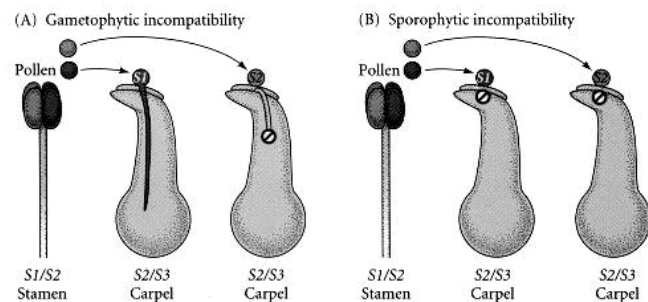 (A) Gametophytic incompatibility
Pollen
S1
S2
S1/S2
Stamen
S2/S3
Carpel
S2/S3
Carpel
(B) Sporophytic incompatibility
Pollen
S1
S2
S1/S2
Stamen
S2/S3
Carpel
S2/S3
Carpel